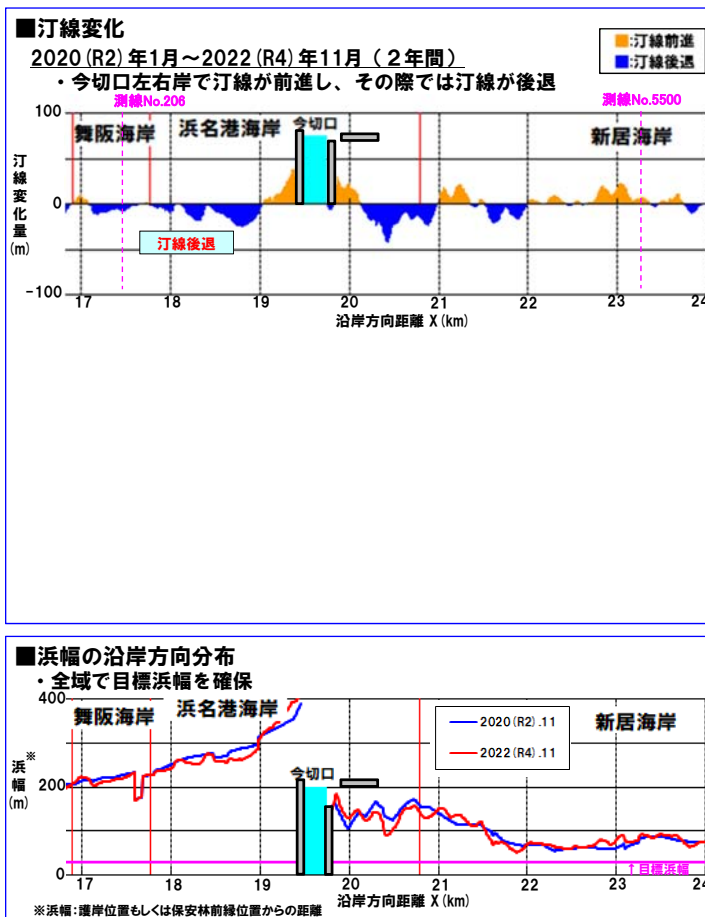 ■汀線変化
2020(R2)年1月～2022(R4)年11月(２年間)
・今切口左右岸で汀線が前進し、その際では汀線が後退
■:汀線前進
■:汀線後退
測線No.206
測線No.5500
100
0
-100
汀線変化量(m)
舞阪海岸
浜名港海岸
今切口
新居海岸
汀線後退
17 18 19 20 21 22 23 24
沿岸方向距離 X(km)
■浜幅の沿岸方向分布
・全域で目標浜幅を確保
400
200
0
浜幅※(m)
舞阪海岸
浜名港海岸
今切口
2020(R2).11
2022(R4).11
新居海岸
↑目標浜幅
17 18 19 20 21 22 23 24
沿岸方向距離 X(km)
※浜幅:護岸位置もしくは保安林前縁位置からの距離